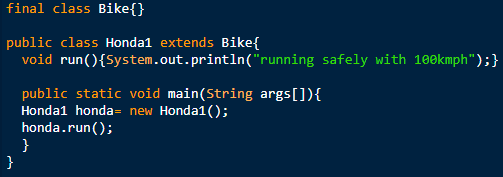 final class Bike{}
public class Honda1 extends Bike{
void run(){System.out.println("running safely with 100kmph");}
public static void main(String args[]){
Honda1 honda= new Honda1();
honda.run();
}
}